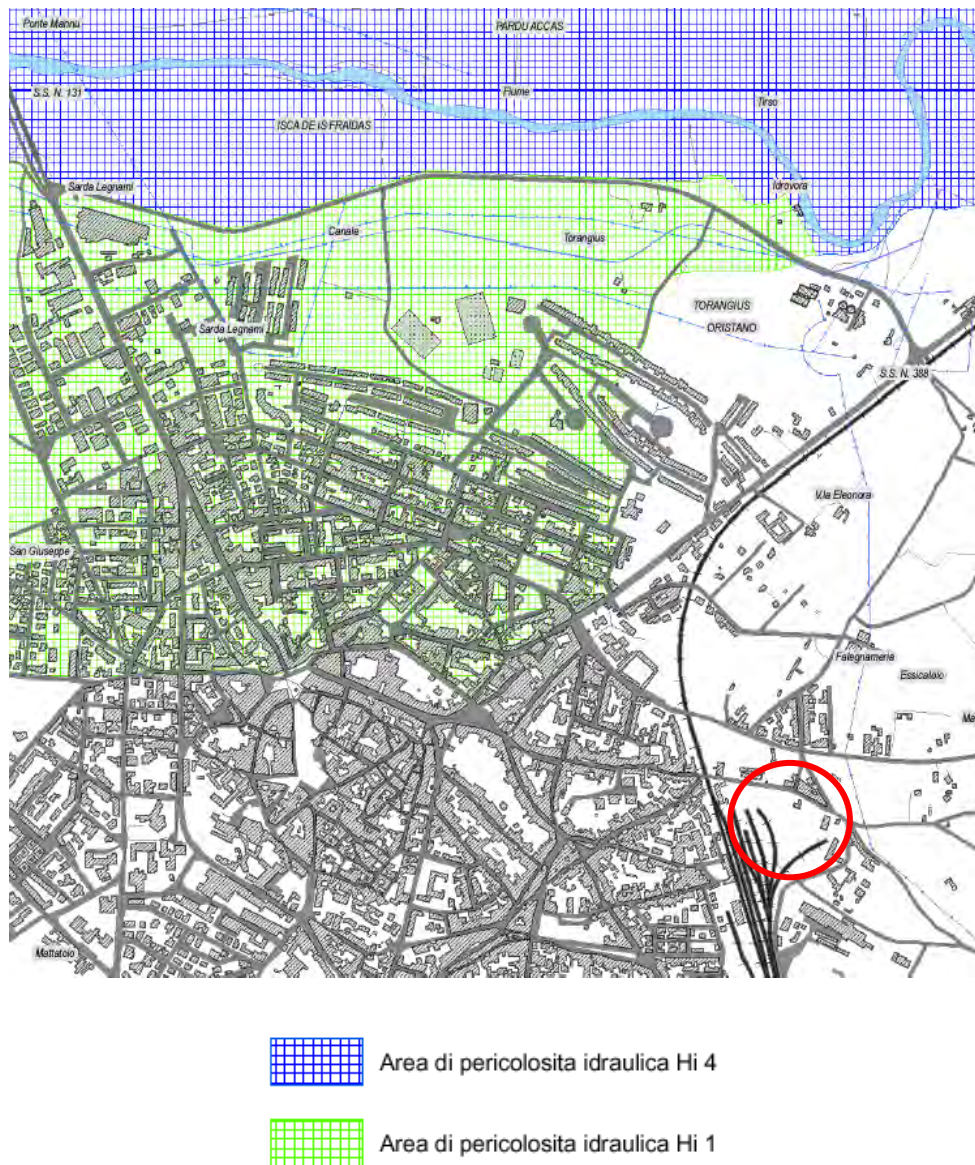 Ponte Mannu
PARDU ACCAS
S.S. N. 131
Fiume
Tirso
ISCA DE IS FRAIDAS
Sarda Legnami
Idrovora
Canale
Torangius
TORANGIUS
Sarda Legnami
ORISTANO
S.S. N. 388
V.la Eleonora
San Giuseppe
Falegnameria
Essicatoio
Ma
Mattatoio
Area di pericolosita idraulica Hi 4
Area di pericolosita idraulica Hi 1